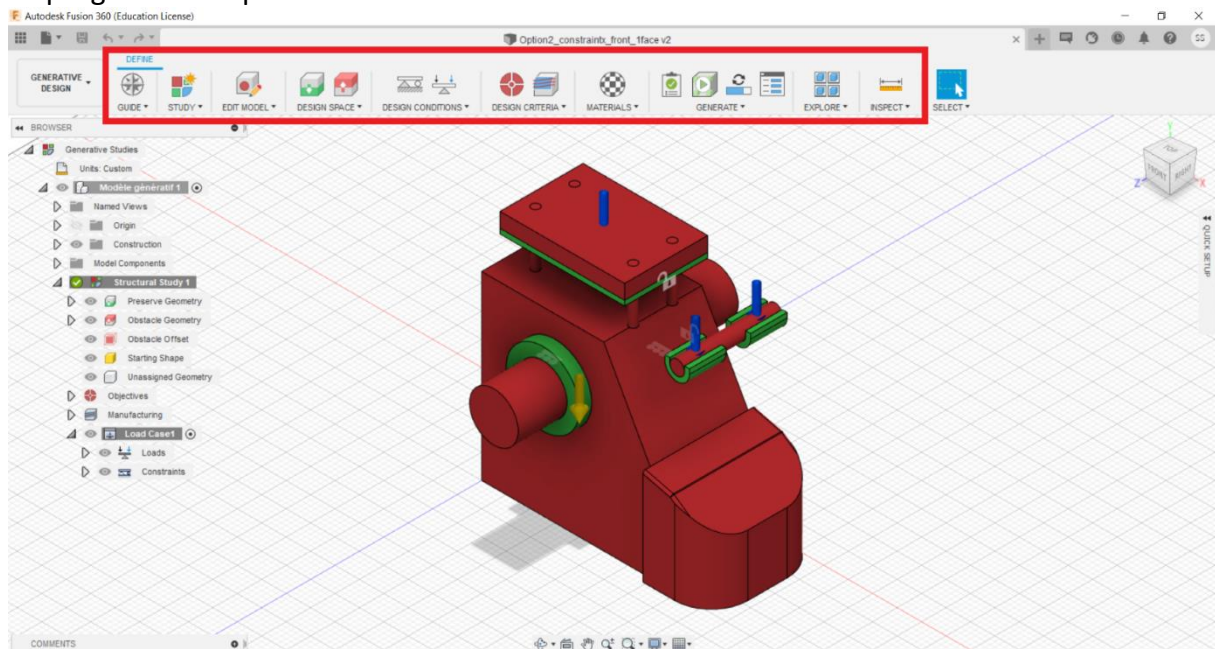 Autodesk Fusion 360 (Education License)
Option2_constraintx_front_1face v2
SS
DEFINE
GENERATIVE DESIGN
GUIDE
STUDY
EDIT MODEL
DESIGN SPACE
DESIGN CONDITIONS
DESIGN CRITERIA
MATERIALS
GENERATE
EXPLORE
INSPECT
SELECT
BROWSER
Generative Studies
Units: Custom
Modèle génératif 1
Named Views
Origin
Construction
Model Components
Structural Study 1
Preserve Geometry
Obstacle Geometry
Obstacle Offset
Starting Shape
Unassigned Geometry
Objectives
Manufacturing
Load Case1
Loads
Constraints
Y
FRONT
RIGHT
Z
X
QUICK SETUP
COMMENTS